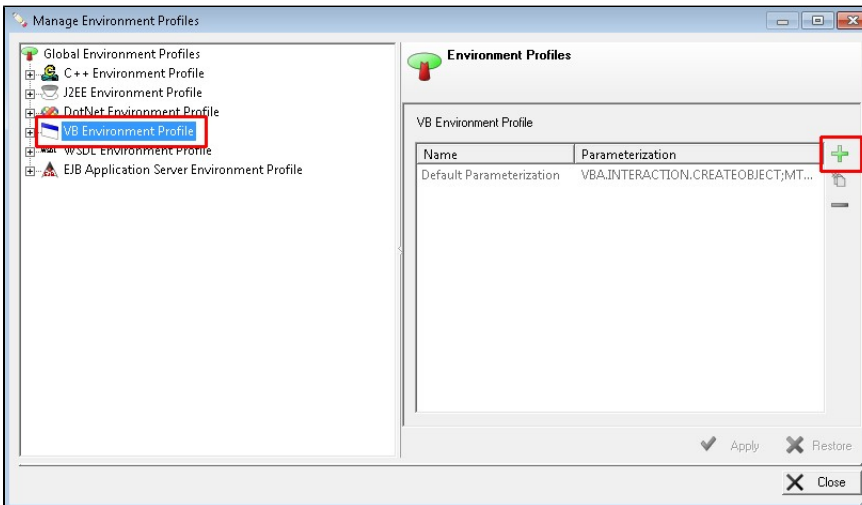 Manage Environment Profiles
Global Environment Profiles
C++ Environment Profile
J2EE Environment Profile
DotNet Environment Profile
VB Environment Profile
WSDL Environment Profile
EJB Application Server Environment Profile
Environment Profiles
VB Environment Profile
Name Parameterization
Default Parameterization VBA.INTERACTION.CREATEOBJECT;MT...
Apply Restore
Close